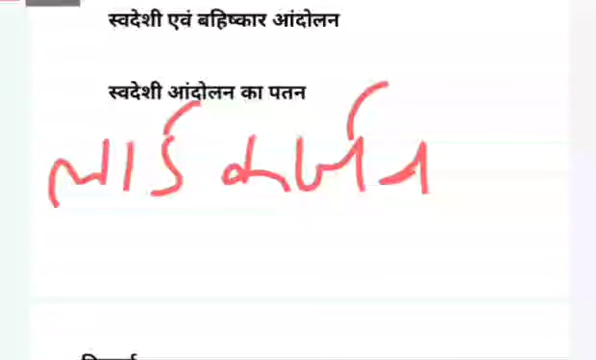 स्वदेशी एवं बहिष्कार आंदोलन
स्वदेशी आंदोलन का पतन
लार्ड कर्जन